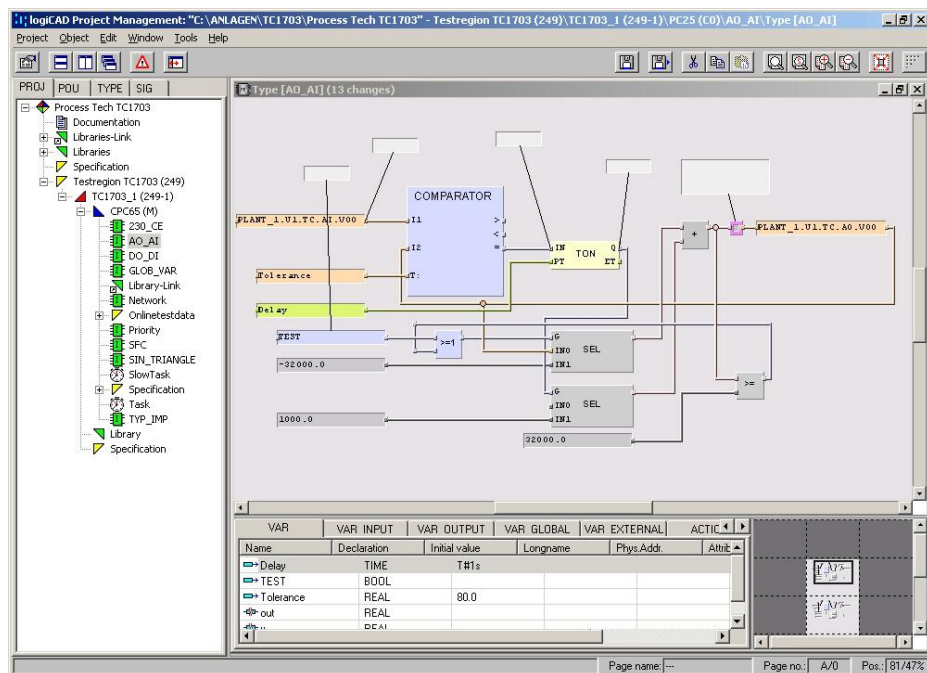 logiCAD Project Management: "C:\ANLAGEN\TC1703\Process Tech TC1703" - Testregion TC1703 (249)\TC1703_1 (249-1)\PC25 (C0)\AO_AI\Type [AO_AI]
Project Object Edit Window Tools Help
PROJ POU TYPE SIG
Process Tech TC1703
Documentation
Libraries-Link
Libraries
Specification
Testregion TC1703 (249)
TC1703_1 (249-1)
CPC65 (M)
230_CE
AO_AI
DO_DI
GLOB_VAR
Library-Link
Network
Onlinetestdata
Priority
SFC
SIN_TRIANGLE
SlowTask
Specification
Task
TYP_IMP
Library
Specification
Type [AO_AI] (13 changes)
COMPARATOR
PLANT_1.U1.TC.AI.V00
I1
>
<
I2
=
Tolerance
T:
IN Q
TON
PT ET
+
PLANT_1.U1.TC.AO.V00
Delay
TEST
>=1
G
IN0 SEL
IN1
-32000.0
>=
G
IN0 SEL
IN1
1000.0
32000.0
VAR VAR INPUT VAR OUTPUT VAR GLOBAL VAR EXTERNAL ACTIC
Name Declaration Initial value Longname Phys.Addr. Attrib
Delay TIME T#1s
TEST BOOL
Tolerance REAL 80.0
out REAL
REAL
Page name: --- Page no.: A/0 Pos.: 81/47%